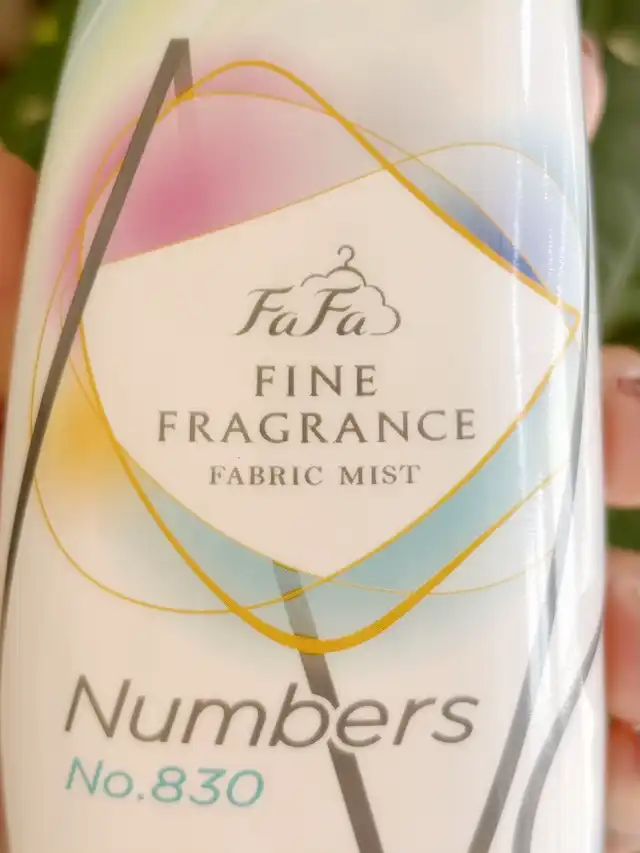 FaFa
FINE
FRAGRANCE
FABRIC MIST
Numbers
No.830